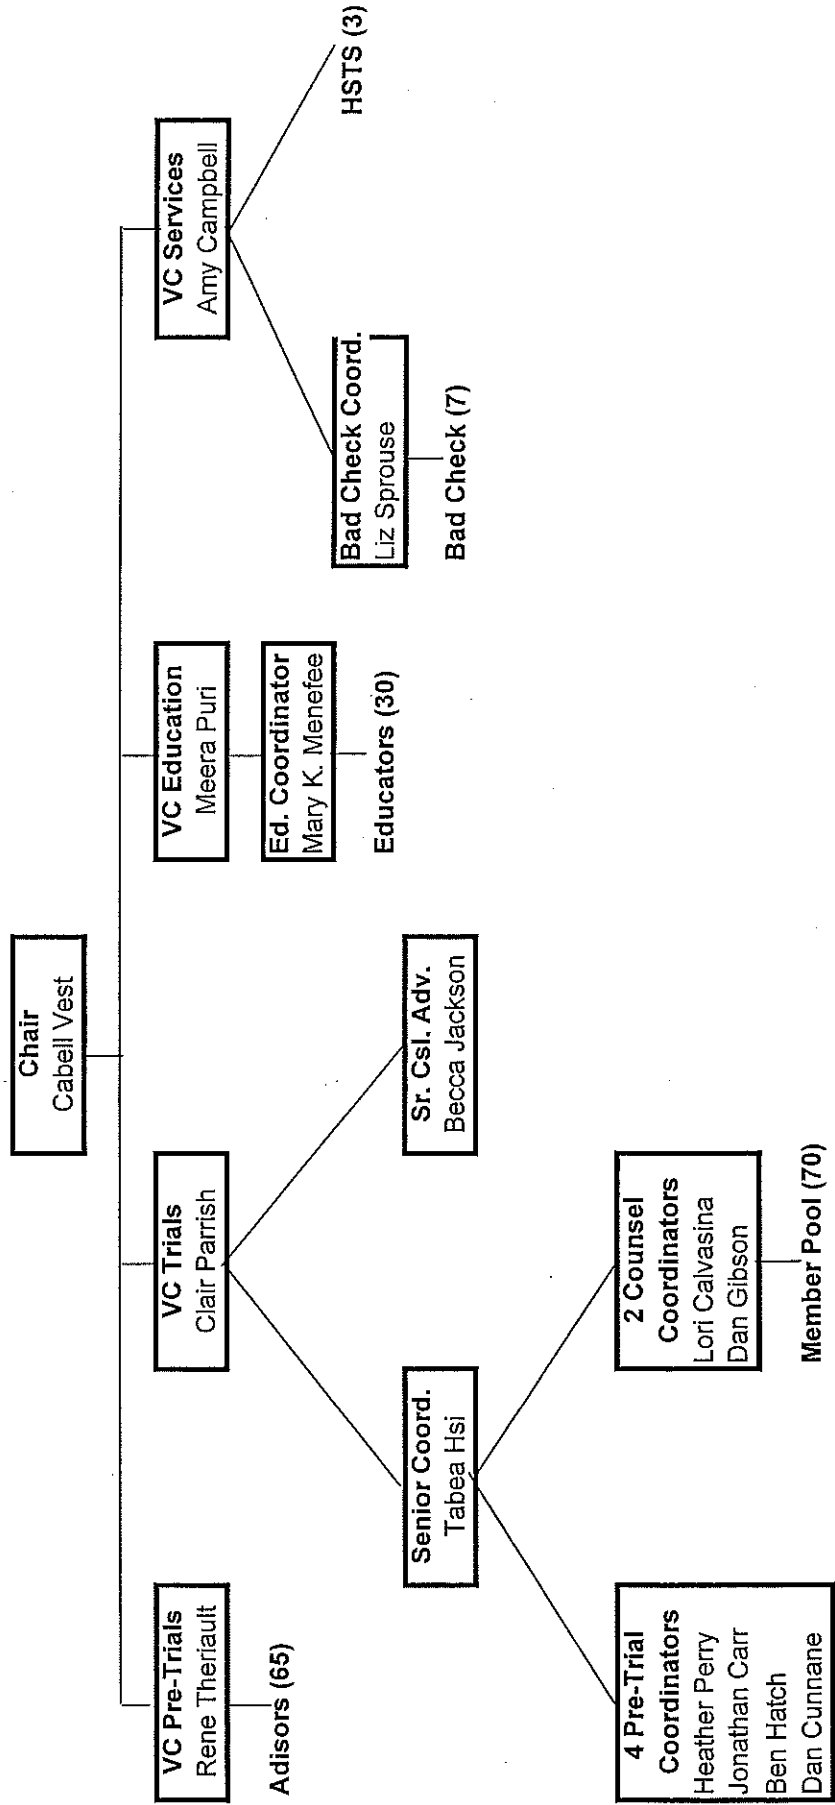 Chair
Cabell Vest
VC Pre-Trials
Rene Theriault
Adisors (65)
VC Trials
Clair Parrish
VC Education
Meera Puri
VC Services
Amy Campbell
Ed. Coordinator
Mary K. Menefee
Educators (30)
Bad Check Coord.
Liz Sprouse
Bad Check (7)
HSTS (3)
Senior Coord.
Tabea Hsi
Sr. Csl. Adv.
Becca Jackson
4 Pre-Trial
Coordinators
Heather Perry
Jonathan Carr
Ben Hatch
Dan Cunnane
2 Counsel
Coordinators
Lori Calvasina
Dan Gibson
Member Pool (70)